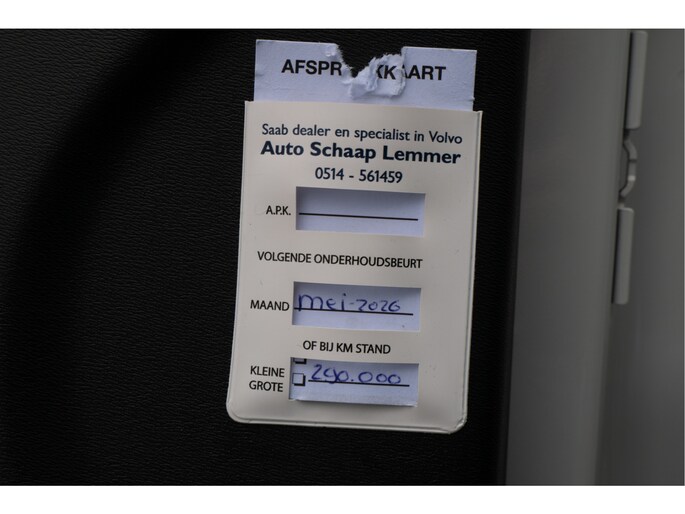 AFSPR KKAART
Saab dealer en specialist in Volvo
Auto Schaap Lemmer
0514 - 561459
A.P.K.
VOLGENDE ONDERHOUDSBEURT
MAAND mei-2026
OF BIJ KM STAND
KLEINE
GROTE 290.000